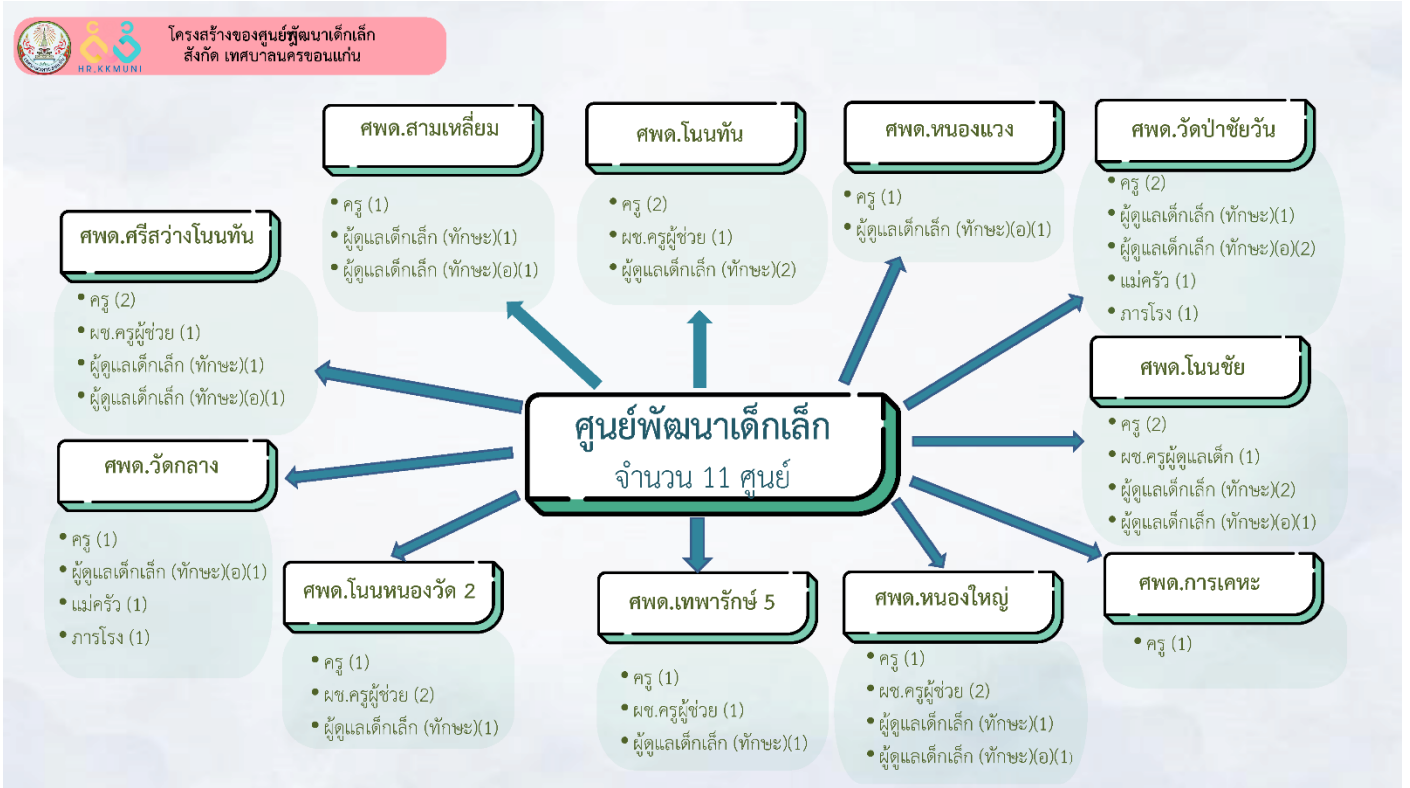 โครงสร้างของศูนย์พัฒนาเด็กเล็ก
สังกัด เทศบาลนครขอนแก่น
HR.KKMUNI
ศพด.สามเหลี่ยม
• ครู (1)
• ผู้ดูแลเด็กเล็ก (ทักษะ)(1)
• ผู้ดูแลเด็กเล็ก (ทักษะ)(อ)(1)
ศพด.โนนทัน
• ครู (2)
• ผช.ครูผู้ช่วย (1)
• ผู้ดูแลเด็กเล็ก (ทักษะ)(2)
ศพด.หนองแวง
• ครู (1)
• ผู้ดูแลเด็กเล็ก (ทักษะ)(อ)(1)
ศพด.วัดป่าชัยวัน
• ครู (2)
• ผู้ดูแลเด็กเล็ก (ทักษะ)(1)
• ผู้ดูแลเด็กเล็ก (ทักษะ)(อ)(2)
• แม่ครัว (1)
• ภารโรง (1)
ศพด.ศรีสว่างโนนทัน
• ครู (2)
• ผช.ครูผู้ช่วย (1)
• ผู้ดูแลเด็กเล็ก (ทักษะ)(1)
• ผู้ดูแลเด็กเล็ก (ทักษะ)(อ)(1)
ศูนย์พัฒนาเด็กเล็ก
จำนวน 11 ศูนย์
ศพด.โนนชัย
• ครู (2)
• ผช.ครูผู้ดูแลเด็ก (1)
• ผู้ดูแลเด็กเล็ก (ทักษะ)(2)
• ผู้ดูแลเด็กเล็ก (ทักษะ)(อ)(1)
ศพด.วัดกลาง
• ครู (1)
• ผู้ดูแลเด็กเล็ก (ทักษะ)(อ)(1)
• แม่ครัว (1)
• ภารโรง (1)
ศพด.โนนหนองวัด 2
• ครู (1)
• ผช.ครูผู้ช่วย (2)
• ผู้ดูแลเด็กเล็ก (ทักษะ)(1)
ศพด.เทพารักษ์ 5
• ครู (1)
• ผช.ครูผู้ช่วย (1)
• ผู้ดูแลเด็กเล็ก (ทักษะ)(1)
ศพด.หนองใหญ่
• ครู (1)
• ผช.ครูผู้ช่วย (2)
• ผู้ดูแลเด็กเล็ก (ทักษะ)(1)
• ผู้ดูแลเด็กเล็ก (ทักษะ)(อ)(1)
ศพด.การเคหะ
• ครู (1)